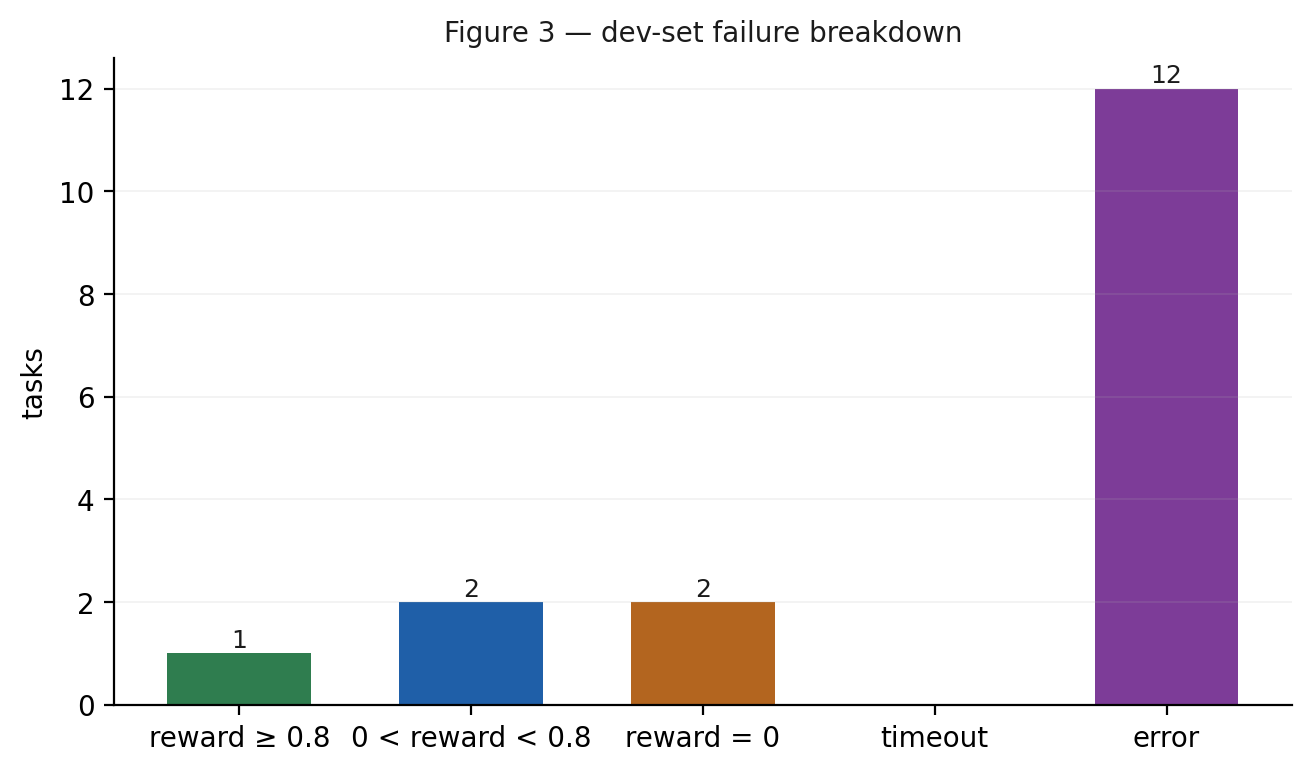 Figure 3 — dev-set failure breakdown
tasks
12
10
8
6
4
2
0
1
2
2
12
reward ≥ 0.8
0 < reward < 0.8
reward = 0
timeout
error